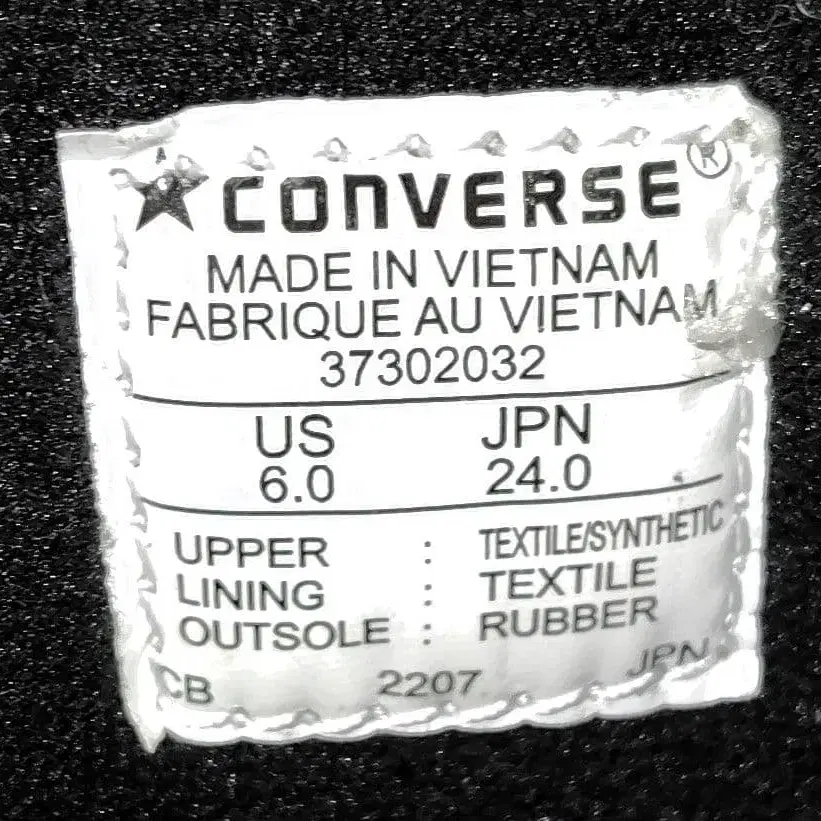 CONVERSE®
MADE IN VIETNAM
FABRIQUE AU VIETNAM
37302032
US JPN
6.0 24.0
UPPER : TEXTILE/SYNTHETIC
LINING : TEXTILE
OUTSOLE : RUBBER
CB 2207 JPN